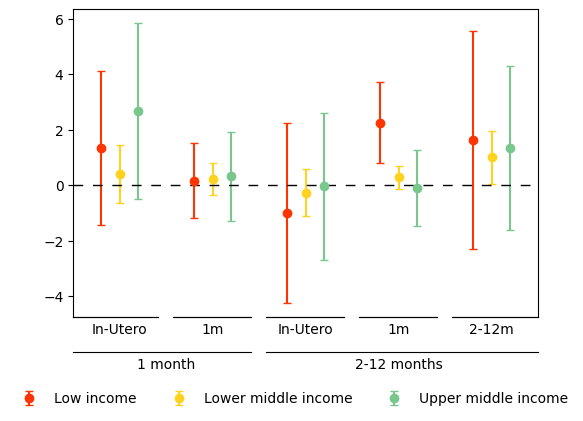 6
4
2
0
−2
−4
In-Utero 1m In-Utero 1m 2-12m
1 month 2-12 months
Low income Lower middle income Upper middle income